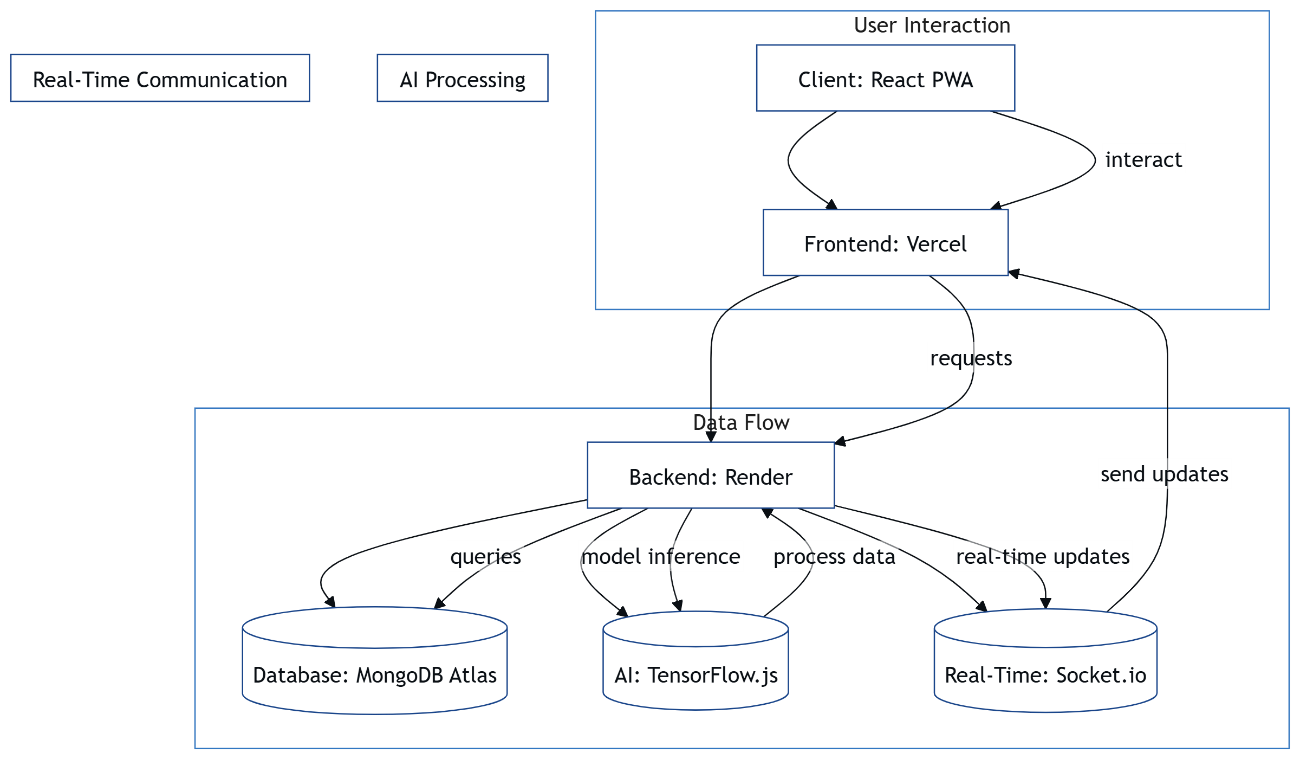 User Interaction
Real-Time Communication
AI Processing
Client: React PWA
interact
Frontend: Vercel
requests
Data Flow
Backend: Render
send updates
queries
model inference
process data
real-time updates
Database: MongoDB Atlas
AI: TensorFlow.js
Real-Time: Socket.io